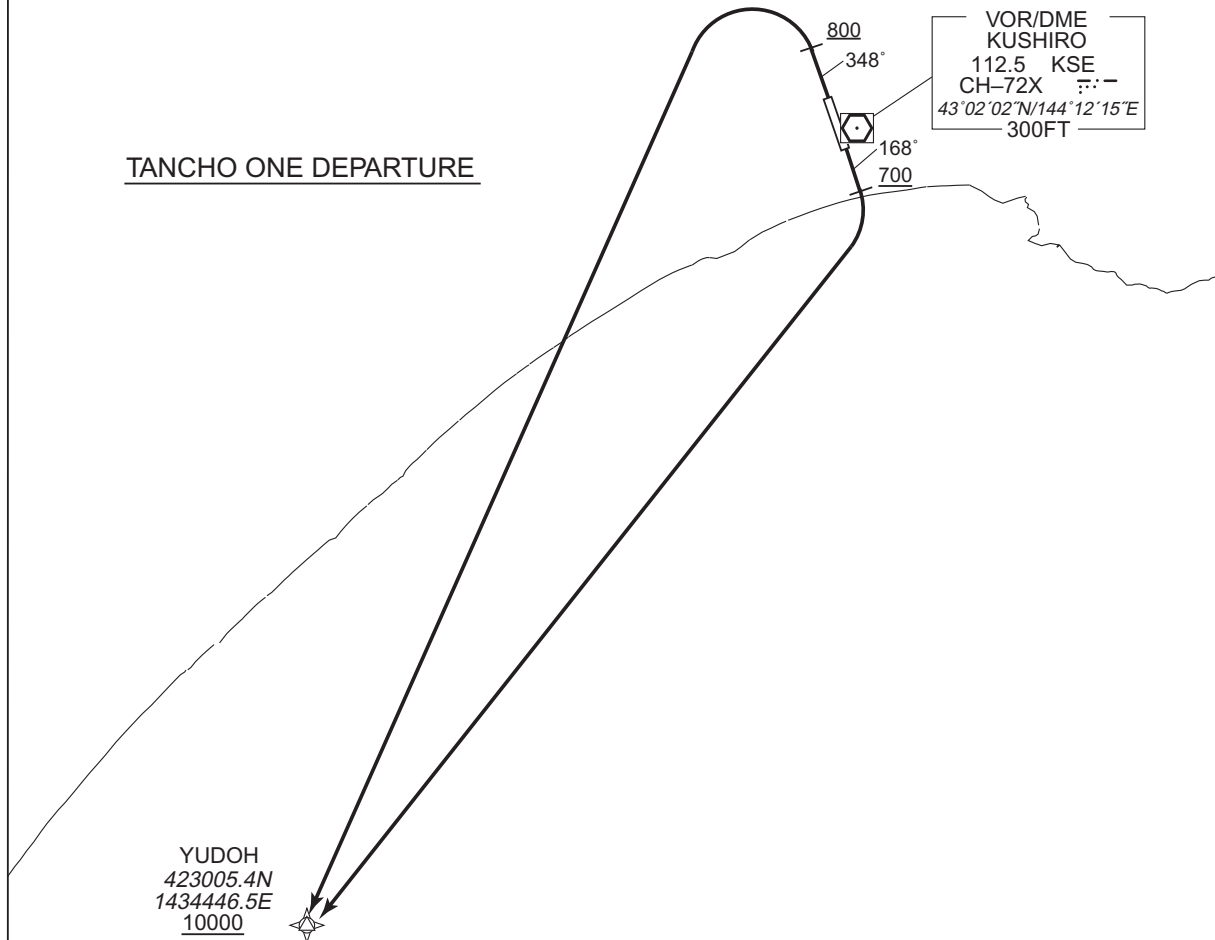 TANCHO ONE DEPARTURE
800
348°
VOR/DME
KUSHIRO
112.5 KSE
CH–72X
43°02′02″N/144°12′15″E
300FT
168°
700
YUDOH
423005.4N
1434446.5E
10000